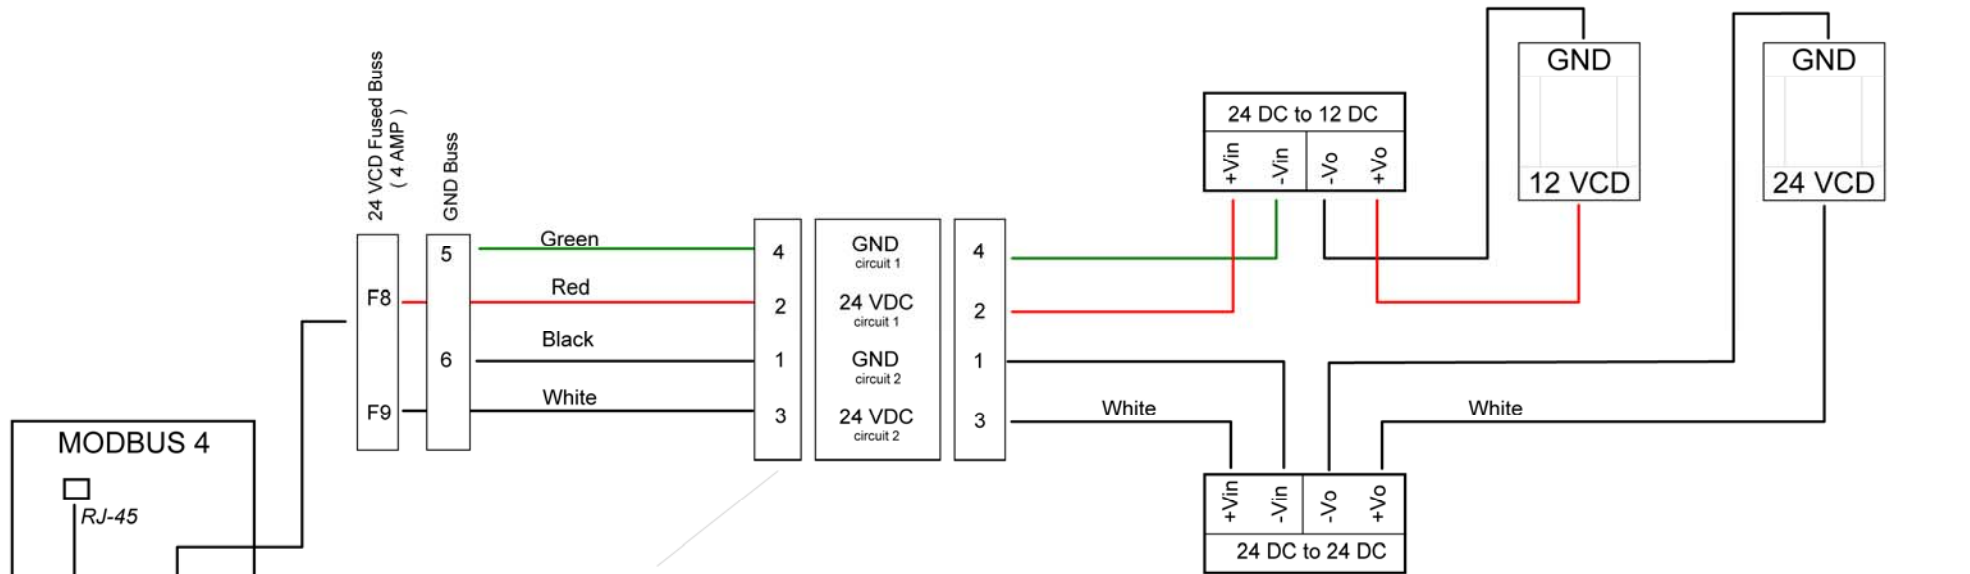 24 VCD Fused Buss
( 4 AMP )
GND Buss
F8
F9
5
6
Green
Red
Black
White
4
2
1
3
GND
circuit 1
24 VDC
circuit 1
GND
circuit 2
24 VDC
circuit 2
4
2
1
3
24 DC to 12 DC
+Vin
-Vin
-Vo
+Vo
GND
12 VCD
GND
24 VCD
White
White
+Vin
-Vin
-Vo
+Vo
24 DC to 24 DC
MODBUS 4
RJ-45